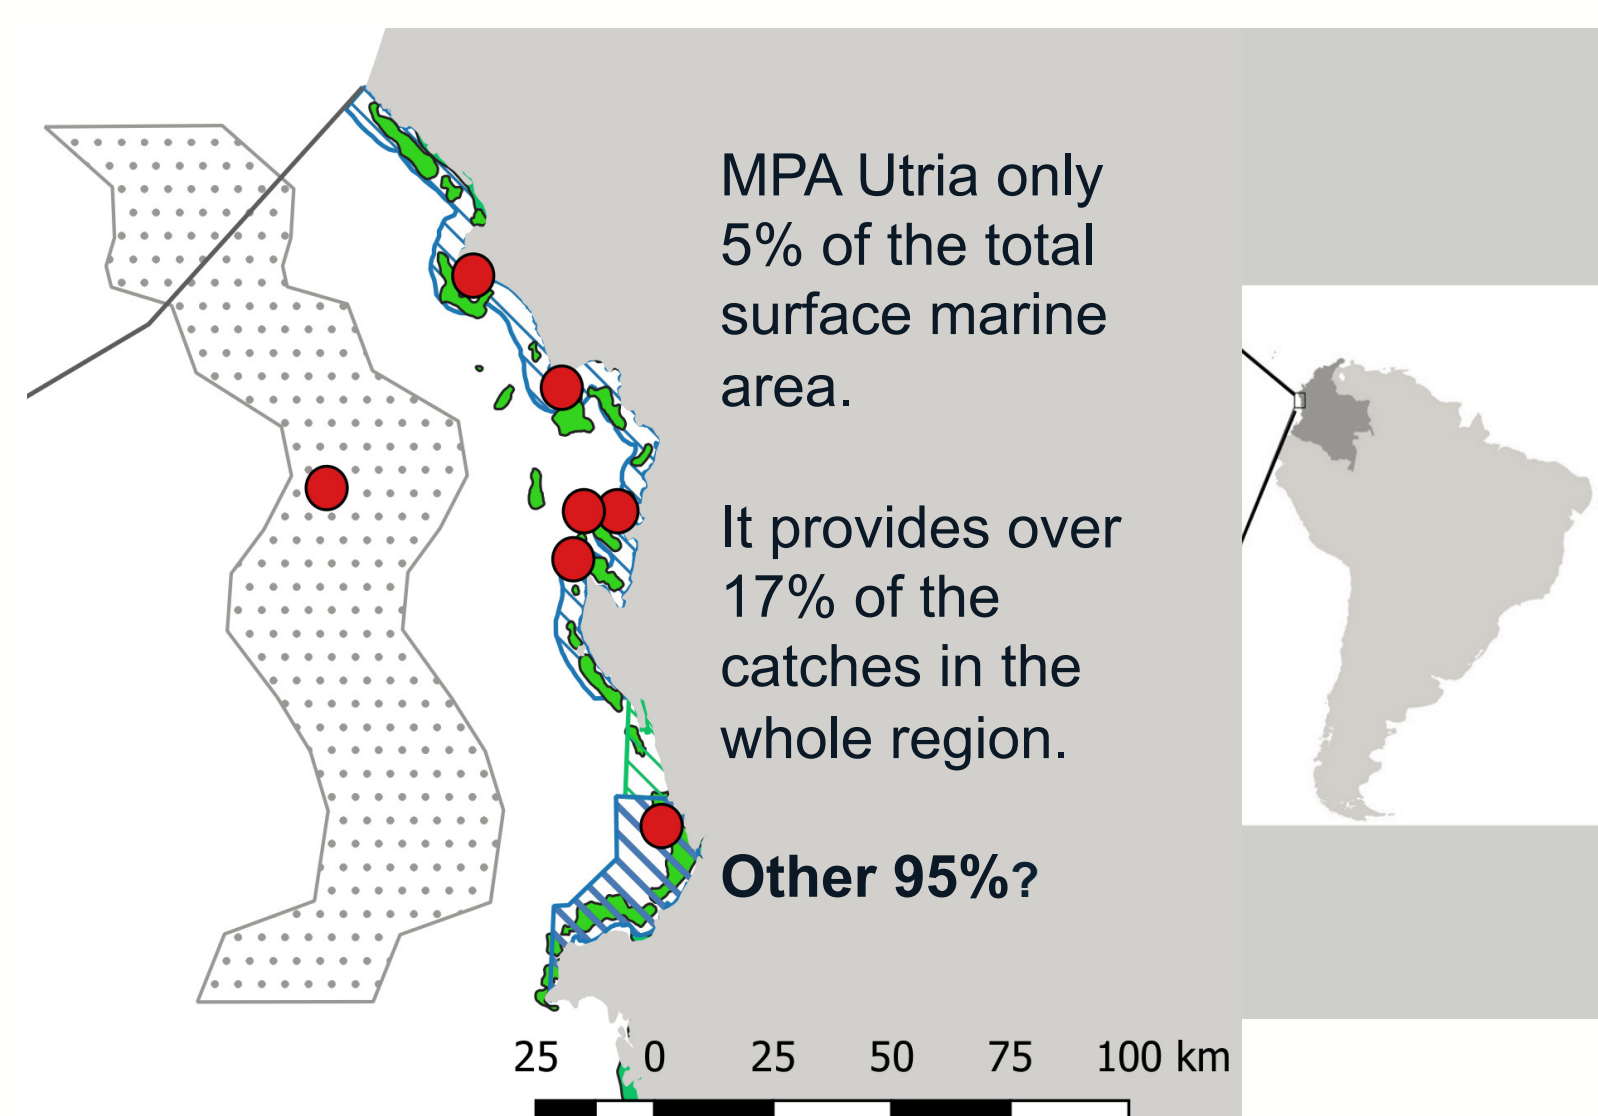 MPA Utria only
5% of the total
surface marine
area.
It provides over
17% of the
catches in the
whole region.
Other 95%?
25 0 25 50 75 100 km